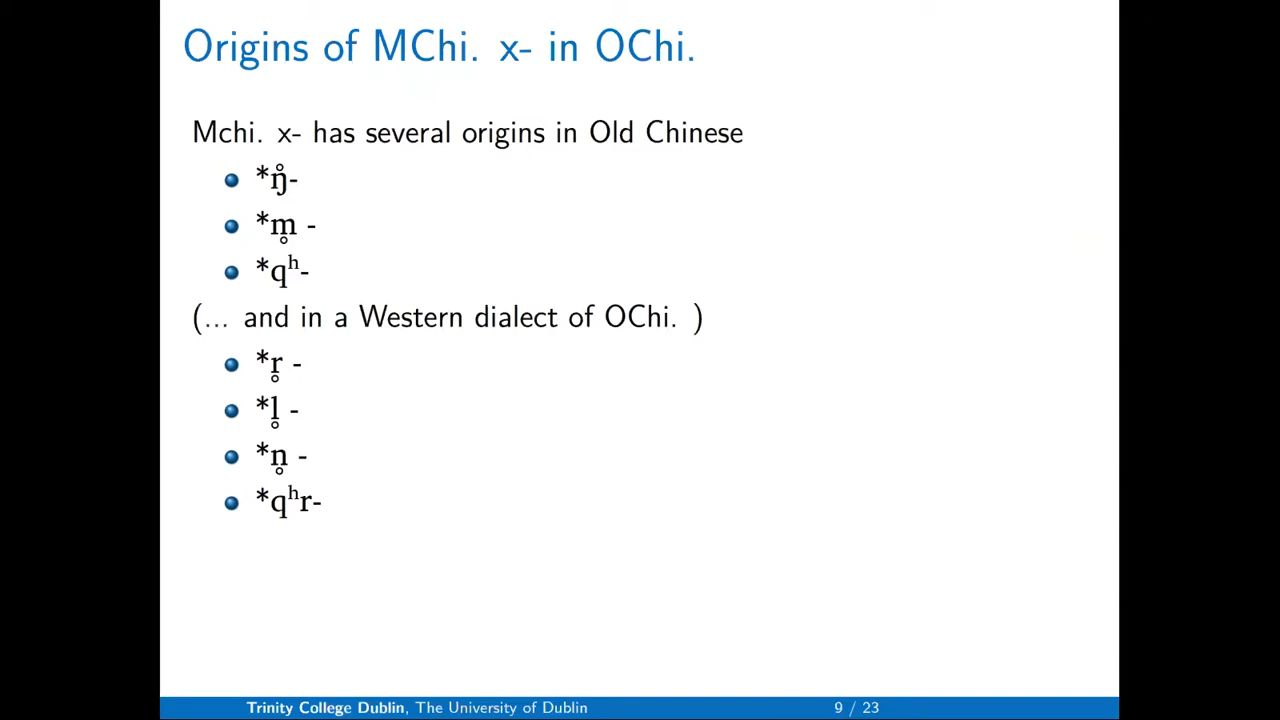 Origins of MChi. x- in OChi.
Mchi. x- has several origins in Old Chinese
*ŋ̊-
*m̥ -
*qʰ-
(... and in a Western dialect of OChi. )
*r̥ -
*l̥ -
*n̥ -
*qʰr-
Trinity College Dublin, The University of Dublin 9 / 23